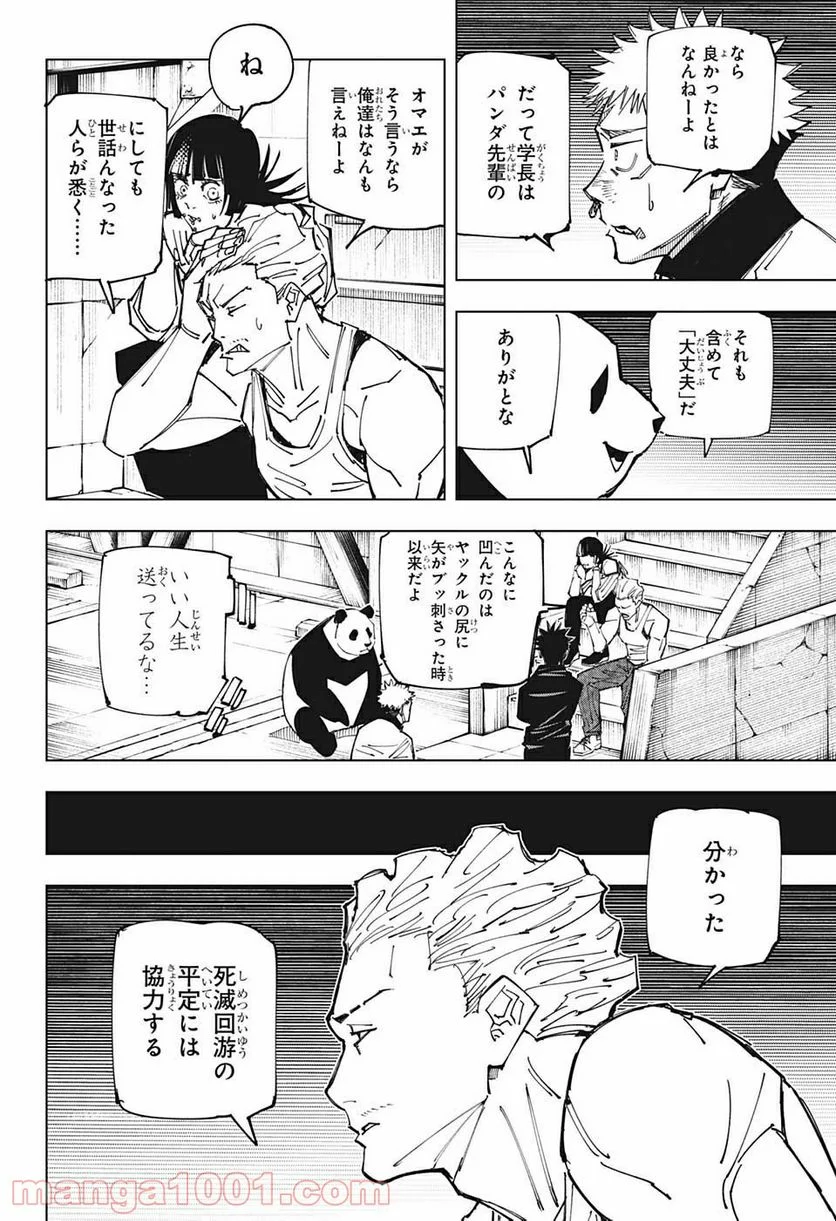 なら
良かったとは
なんねーよ
だって学長は
パンダ先輩の
それも
含めて
「大丈夫」だ
ありがとな
オマエが
そう言うなら
俺達はなんも
言えねーよ
ね
にしても
世話んなった
人らが悉く……
こんなに
凹んだのは
ヤックルの尻に
矢がブッ刺さった時
以来だよ
いい人生
送ってるな…
分かった
死滅回游の
平定には
協力する
manga1001.com